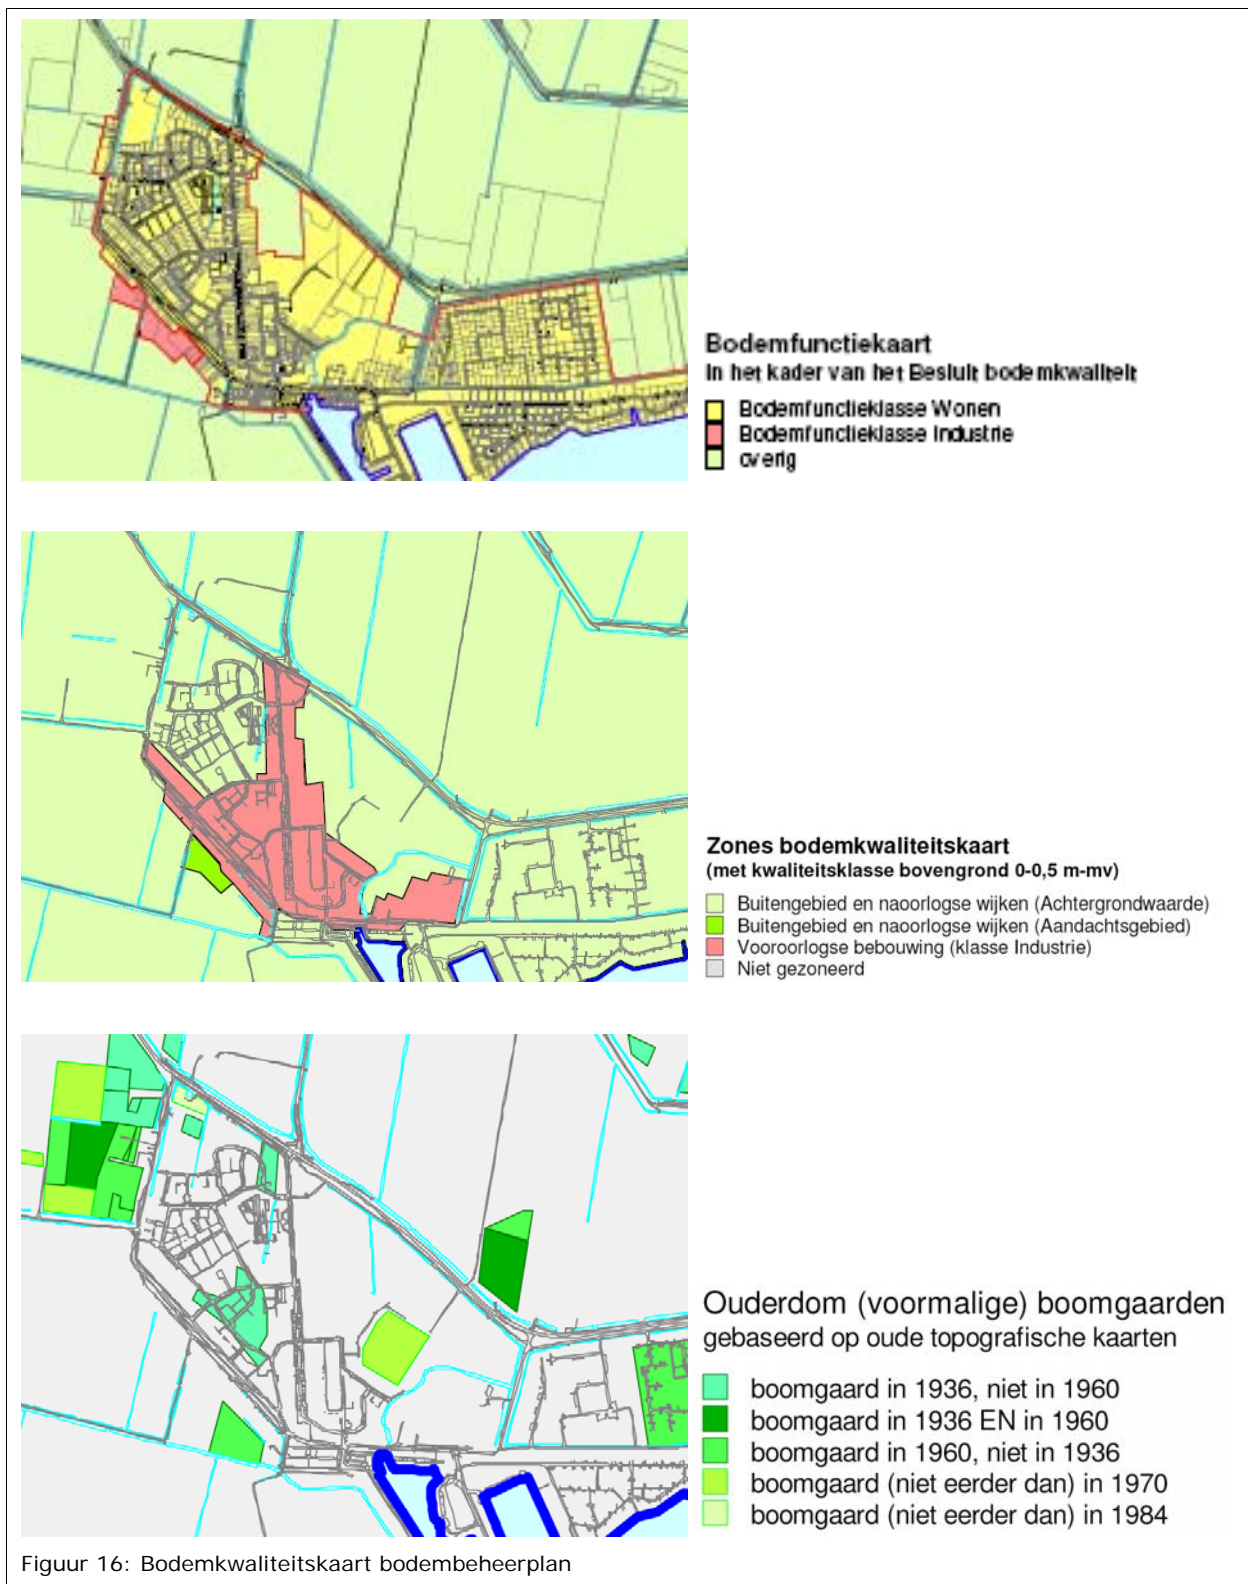 Bodemfunctiekaart
In het kader van het Besluit bodemkwaliteit
Bodemfunctieklasse Wonen
Bodemfunctieklasse Industrie
overig
Zones bodemkwaliteitskaart
(met kwaliteitsklasse bovengrond 0-0,5 m-mv)
Buitengebied en naoorlogse wijken (Achtergrondwaarde)
Buitengebied en naoorlogse wijken (Aandachtsgebied)
Vooroorlogse bebouwing (klasse Industrie)
Niet gezoneerd
Ouderdom (voormalige) boomgaarden
gebaseerd op oude topografische kaarten
boomgaard in 1936, niet in 1960
boomgaard in 1936 EN in 1960
boomgaard in 1960, niet in 1936
boomgaard (niet eerder dan) in 1970
boomgaard (niet eerder dan) in 1984
Figuur 16: Bodemkwaliteitskaart bodembeheerplan